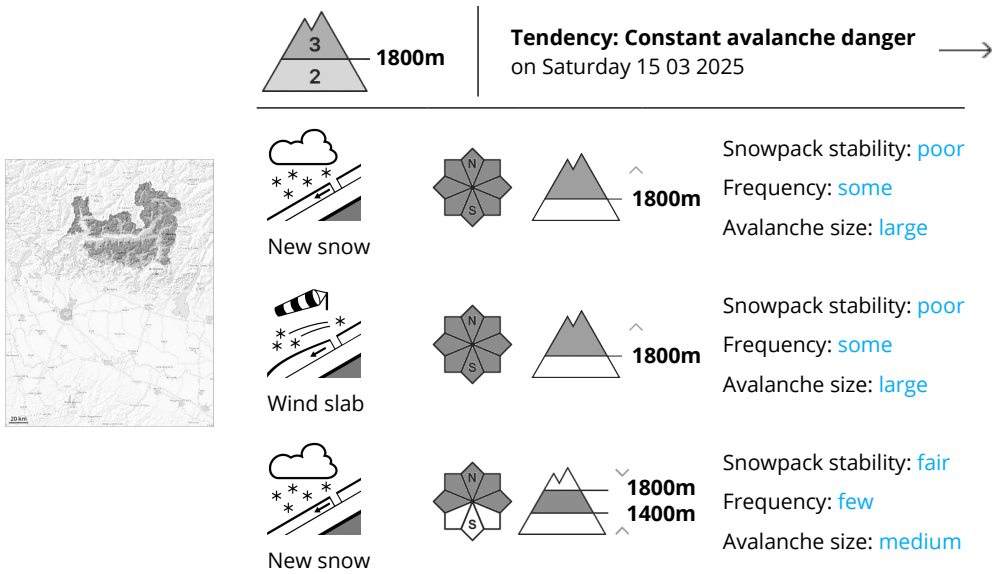 3
2
1800m
Tendency: Constant avalanche danger
on Saturday 15 03 2025
20 km
N
S
1800m
Snowpack stability: poor
Frequency: some
Avalanche size: large
New snow
N
S
1800m
Snowpack stability: poor
Frequency: some
Avalanche size: large
Wind slab
N
S
1800m
1400m
Snowpack stability: fair
Frequency: few
Avalanche size: medium
New snow